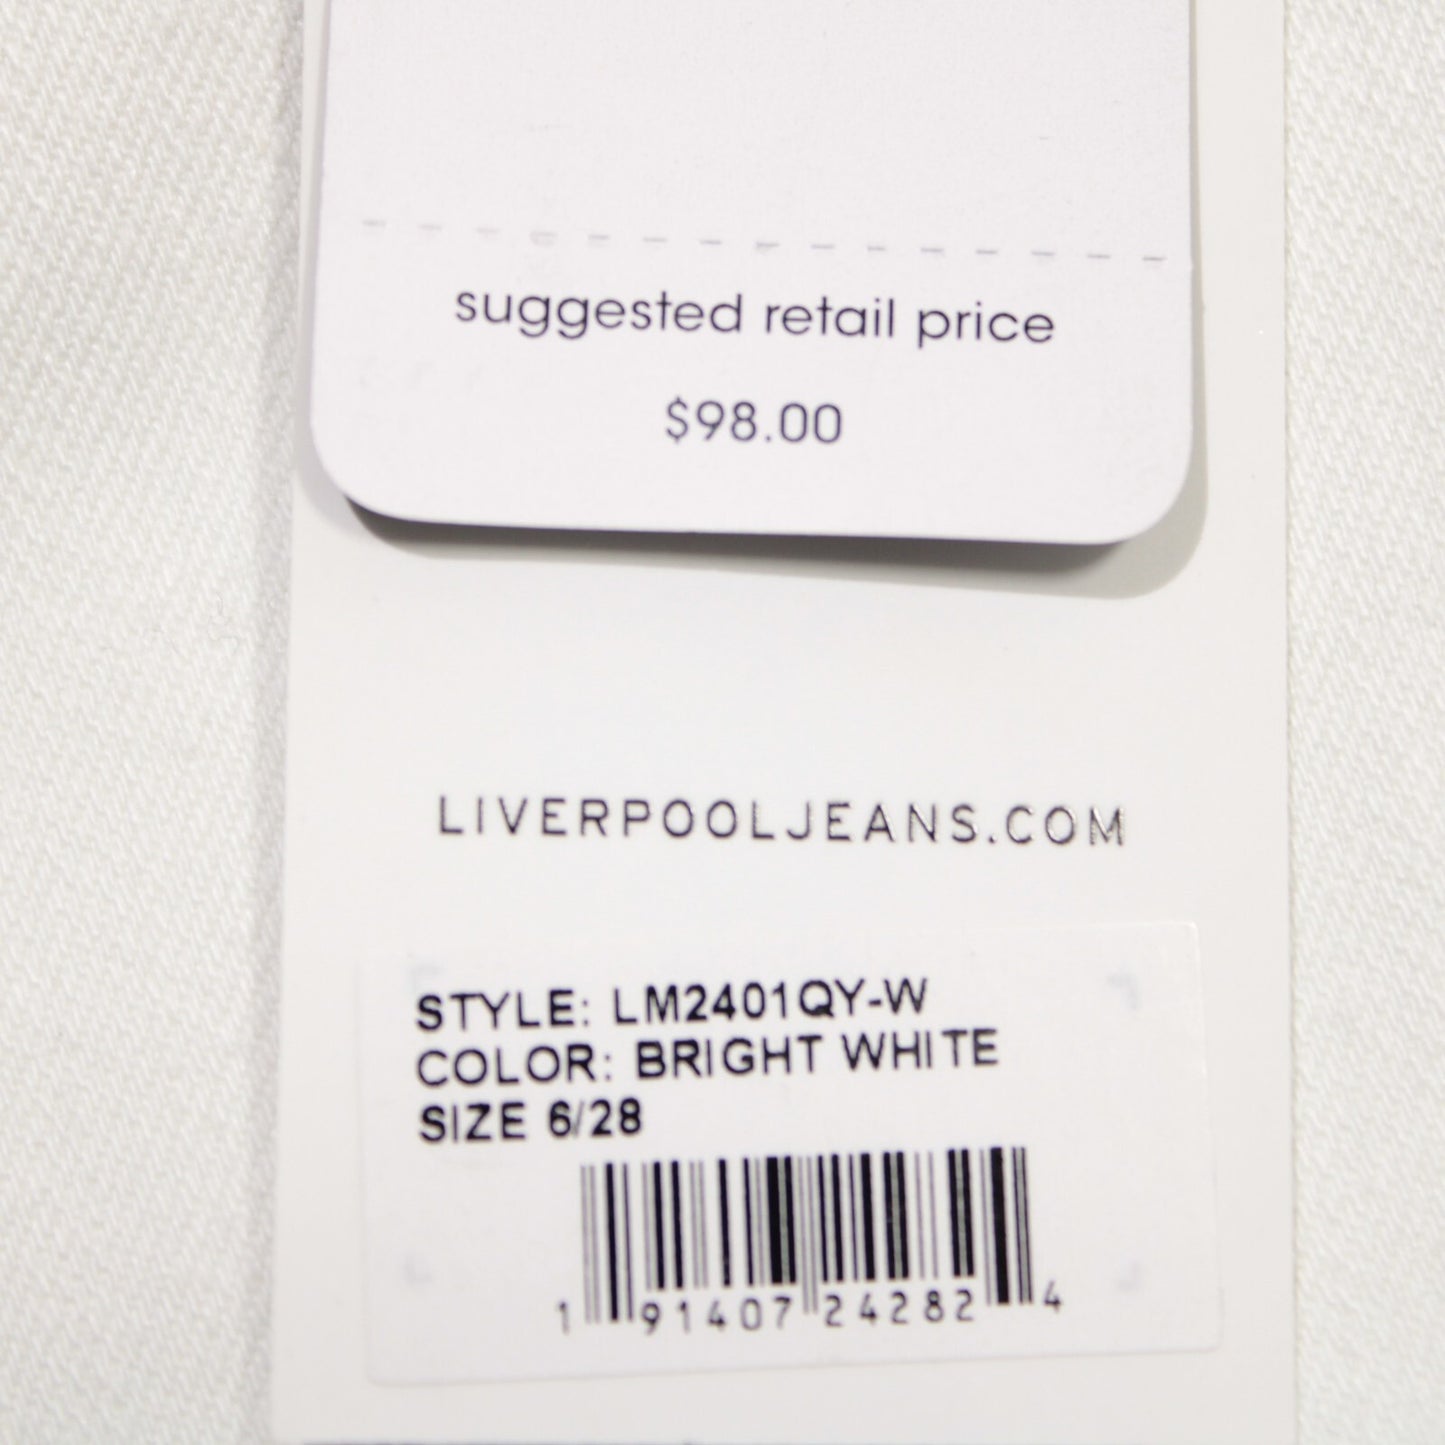 suggested retail price
$98.00
LIVERPOOLJEANS.COM
STYLE: LM2401QY-W
COLOR: BRIGHT WHITE
SIZE 6/28
1 91407 24282 4